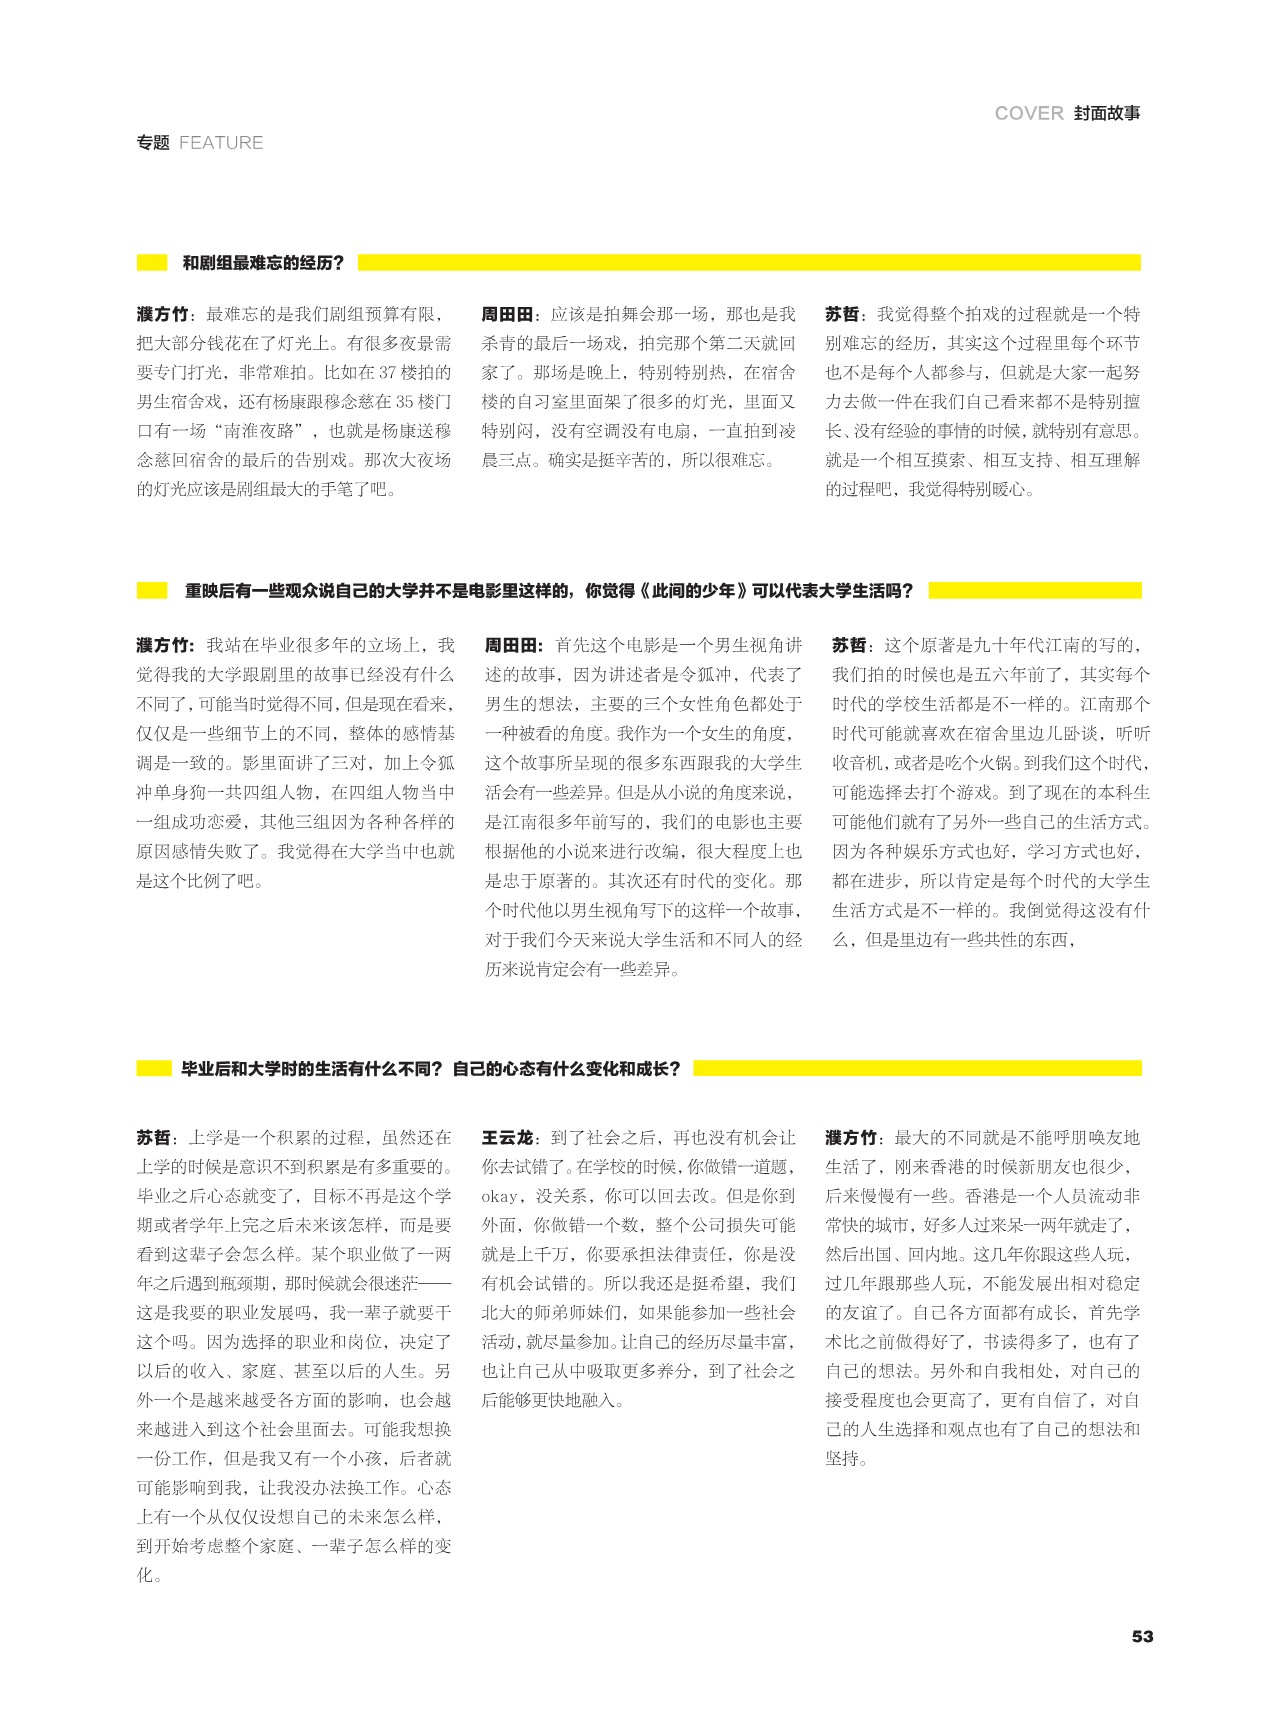 COVER 封面故事
专题 FEATURE
和剧组最难忘的经历？
濮方竹：最难忘的是我们剧组预算有限，
把大部分钱花在了灯光上。有很多夜景需
要专门打光，非常难拍。比如在 37 楼拍的
男生宿舍戏，还有杨康跟穆念慈在 35 楼门
口有一场“南淮夜路”，也就是杨康送穆
念慈回宿舍的最后的告别戏。那次大夜场
的灯光应该是剧组最大的手笔了吧。
周田田：应该是拍舞会那一场，那也是我
杀青的最后一场戏，拍完那个第二天就回
家了。那场是晚上，特别特别热，在宿舍
楼的自习室里面架了很多的灯光，里面又
特别闷，没有空调没有电扇，一直拍到凌
晨三点。确实是挺辛苦的，所以很难忘。
苏哲：我觉得整个拍戏的过程就是一个特
别难忘的经历，其实这个过程里每个环节
也不是每个人都参与，但就是大家一起努
力去做一件在我们自己看来都不是特别擅
长、没有经验的事情的时候，就特别有意思。
就是一个相互摸索、相互支持、相互理解
的过程吧，我觉得特别暖心。
重映后有一些观众说自己的大学并不是电影里这样的，你觉得《此间的少年》可以代表大学生活吗？
濮方竹：我站在毕业很多年的立场上，我
觉得我的大学跟剧里的故事已经没有什么
不同了，可能当时觉得不同，但是现在看来，
仅仅是一些细节上的不同，整体的感情基
调是一致的。影里面讲了三对，加上令狐
冲单身狗一共四组人物，在四组人物当中
一组成功恋爱，其他三组因为各种各样的
原因感情失败了。我觉得在大学当中也就
是这个比例了吧。
周田田：首先这个电影是一个男生视角讲
述的故事，因为讲述者是令狐冲，代表了
男生的想法，主要的三个女性角色都处于
一种被看的角度。我作为一个女生的角度，
这个故事所呈现的很多东西跟我的大学生
活会有一些差异。但是从小说的角度来说，
是江南很多年前写的，我们的电影也主要
根据他的小说来进行改编，很大程度上也
是忠于原著的。其次还有时代的变化。那
个时代他以男生视角写下的这样一个故事，
对于我们今天来说大学生活和不同人的经
历来说肯定会有一些差异。
苏哲：这个原著是九十年代江南的写的，
我们拍的时候也是五六年前了，其实每个
时代的学校生活都是不一样的。江南那个
时代可能就喜欢在宿舍里边儿卧谈，听听
收音机，或者是吃个火锅。到我们这个时代，
可能选择去打个游戏。到了现在的本科生
可能他们就有了另外一些自己的生活方式。
因为各种娱乐方式也好，学习方式也好，
都在进步，所以肯定是每个时代的大学生
生活方式是不一样的。我倒觉得这没有什
么，但是里边有一些共性的东西，
毕业后和大学时的生活有什么不同？ 自己的心态有什么变化和成长？
苏哲：上学是一个积累的过程，虽然还在
上学的时候是意识不到积累是有多重要的。
毕业之后心态就变了，目标不再是这个学
期或者学年上完之后未来该怎样，而是要
看到这辈子会怎么样。某个职业做了一两
年之后遇到瓶颈期，那时候就会很迷茫——
这是我要的职业发展吗，我一辈子就要干
这个吗。因为选择的职业和岗位，决定了
以后的收入、家庭、甚至以后的人生。另
外一个是越来越受各方面的影响，也会越
来越进入到这个社会里面去。可能我想换
一份工作，但是我又有一个小孩，后者就
可能影响到我，让我没办法换工作。心态
上有一个从仅仅设想自己的未来怎么样，
到开始考虑整个家庭、一辈子怎么样的变
化。
王云龙：到了社会之后，再也没有机会让
你去试错了。在学校的时候，你做错一道题，
okay，没关系，你可以回去改。但是你到
外面，你做错一个数，整个公司损失可能
就是上千万，你要承担法律责任，你是没
有机会试错的。所以我还是挺希望，我们
北大的师弟师妹们，如果能参加一些社会
活动，就尽量参加。让自己的经历尽量丰富，
也让自己从中吸取更多养分，到了社会之
后能够更快地融入。
濮方竹：最大的不同就是不能呼朋唤友地
生活了，刚来香港的时候新朋友也很少，
后来慢慢有一些。香港是一个人员流动非
常快的城市，好多人过来呆一两年就走了，
然后出国、回内地。这几年你跟这些人玩，
过几年跟那些人玩，不能发展出相对稳定
的友谊了。自己各方面都有成长，首先学
术比之前做得好了，书读得多了，也有了
自己的想法。另外和自我相处，对自己的
接受程度也会更高了，更有自信了，对自
己的人生选择和观点也有了自己的想法和
坚持。
53